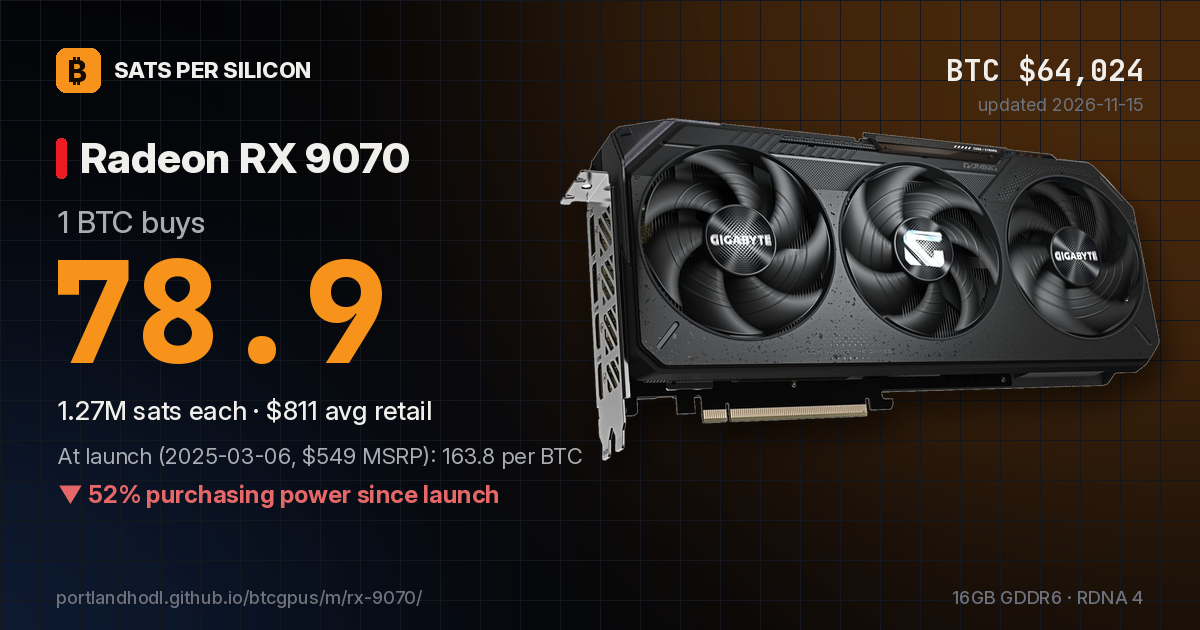 SATS PER SILICON
BTC $64,024
updated 2026-11-15
Radeon RX 9070
1 BTC buys
78.9
1.27M sats each · $811 avg retail
At launch (2025-03-06, $549 MSRP): 163.8 per BTC
▼ 52% purchasing power since launch
GIGABYTE
GIGABYTE
GAMING
portlandhodl.github.io/btcgpus/m/rx-9070/
16GB GDDR6 · RDNA 4